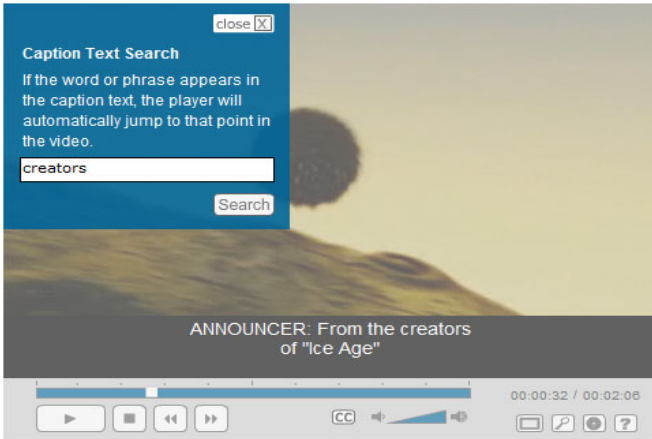 close X
Caption Text Search
If the word or phrase appears in
the caption text, the player will
automatically jump to that point in
the video.
creators
Search
ANNOUNCER: From the creators
of "Ice Age"
00:00:32 / 00:02:06
CC
?